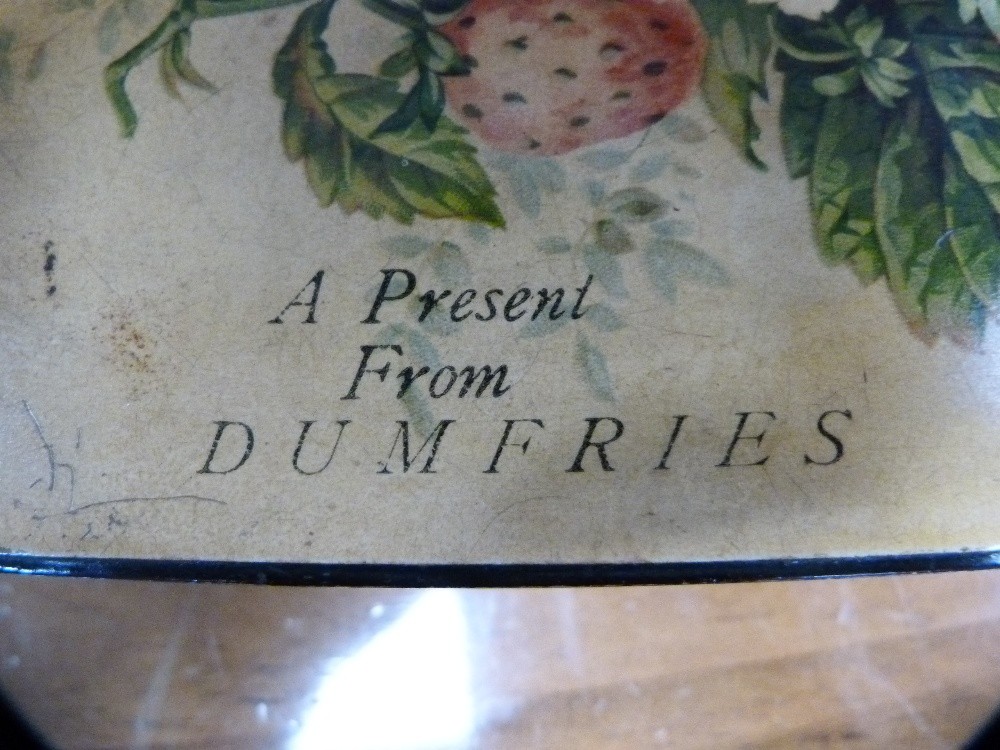 A Present
From
DUMFRIES